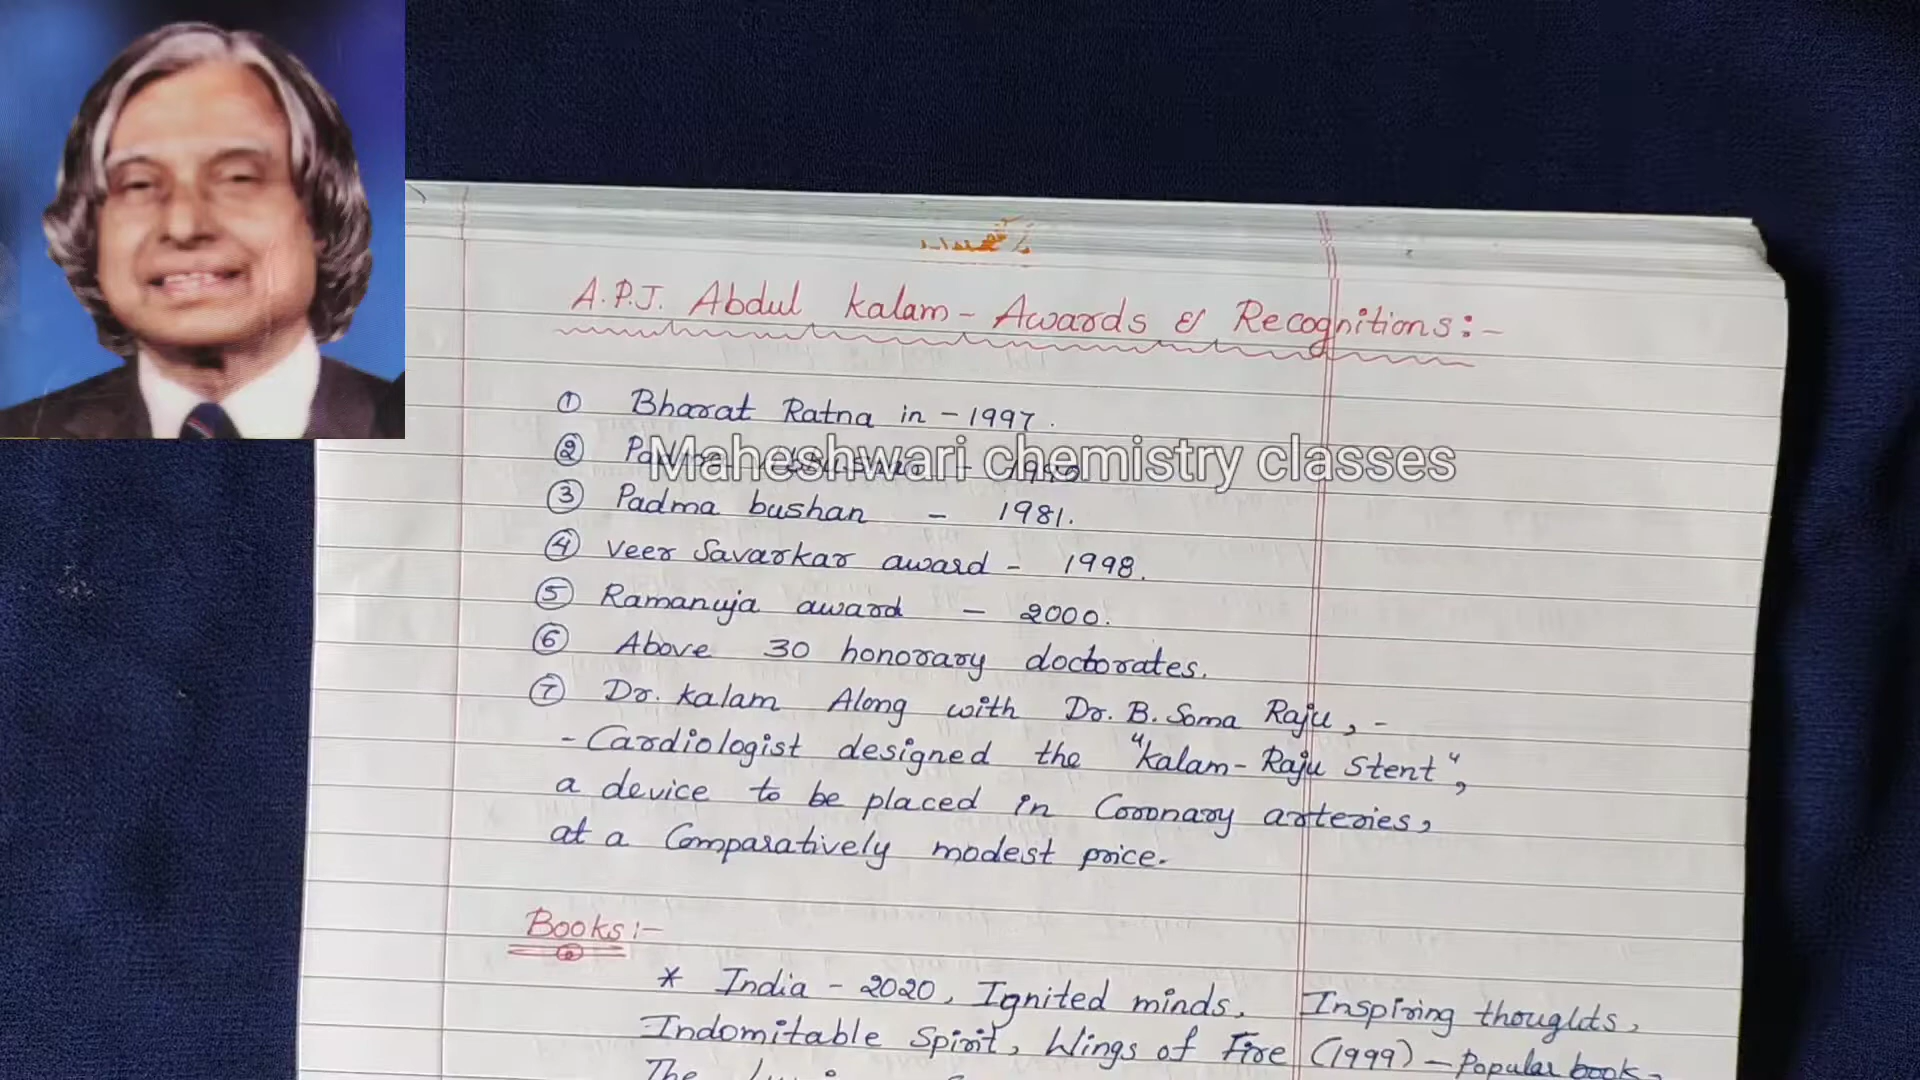 A.P.J. Abdul Kalam - Awards & Recognitions:-
① Bharat Ratna in - 1997.
Maheshwari chemistry classes
② - 1990
③ Padma bushan - 1981.
④ Veer Savarkar award - 1998.
⑤ Ramanuja award - 2000.
⑥ Above 30 honorary doctorates.
⑦ Dr. Kalam Along with Dr. B. Soma Raju, -
- Cardiologist designed the "Kalam-Raju Stent",
a device to be placed in Coronary arteries,
at a Comparatively modest price.
Books:-
* India - 2020, Ignited minds, Inspiring thoughts,
Indomitable Spirit, Wings of Fire (1999) - Popular book.
The